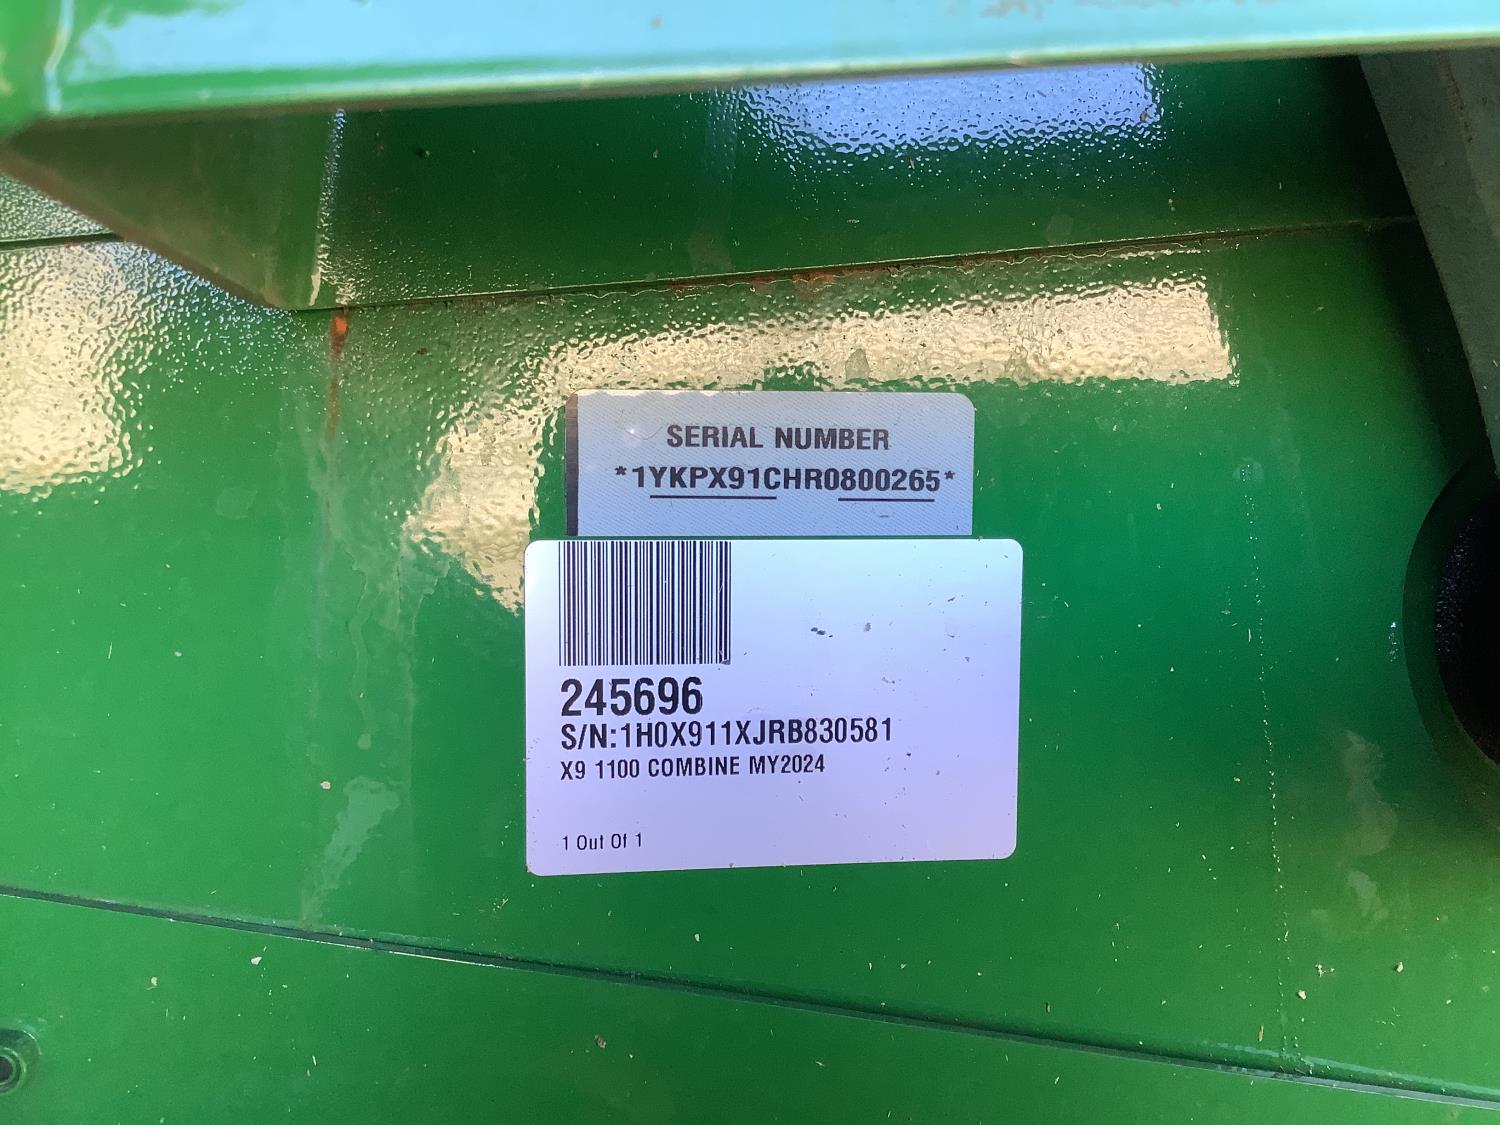 SERIAL NUMBER
*1YKPX91CHR0800265*
245696
S/N:1H0X911XJRB830581
X9 1100 COMBINE MY2024
1 Out Of 1